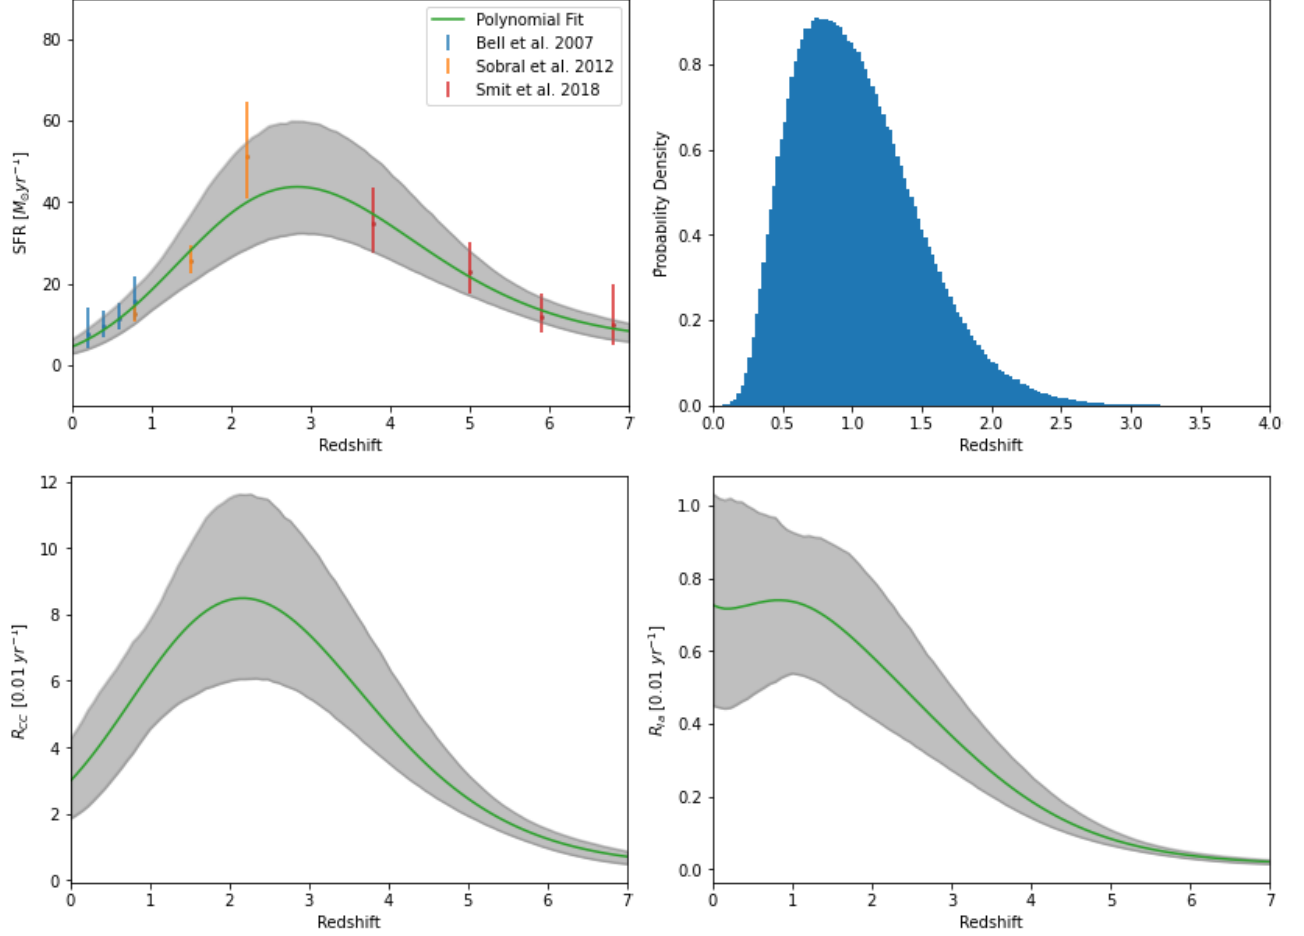 80
60
40
20
0
SFR [M⊙yr⁻¹]
Polynomial Fit
Bell et al. 2007
Sobral et al. 2012
Smit et al. 2018
0 1 2 3 4 5 6 7
Redshift
0.8
0.6
0.4
0.2
0.0
Probability Density
0.0 0.5 1.0 1.5 2.0 2.5 3.0 3.5 4.0
Redshift
12
10
8
6
4
2
0
R_CC [0.01 yr⁻¹]
0 1 2 3 4 5 6 7
Redshift
1.0
0.8
0.6
0.4
0.2
0.0
R_Ia [0.01 yr⁻¹]
0 1 2 3 4 5 6 7
Redshift